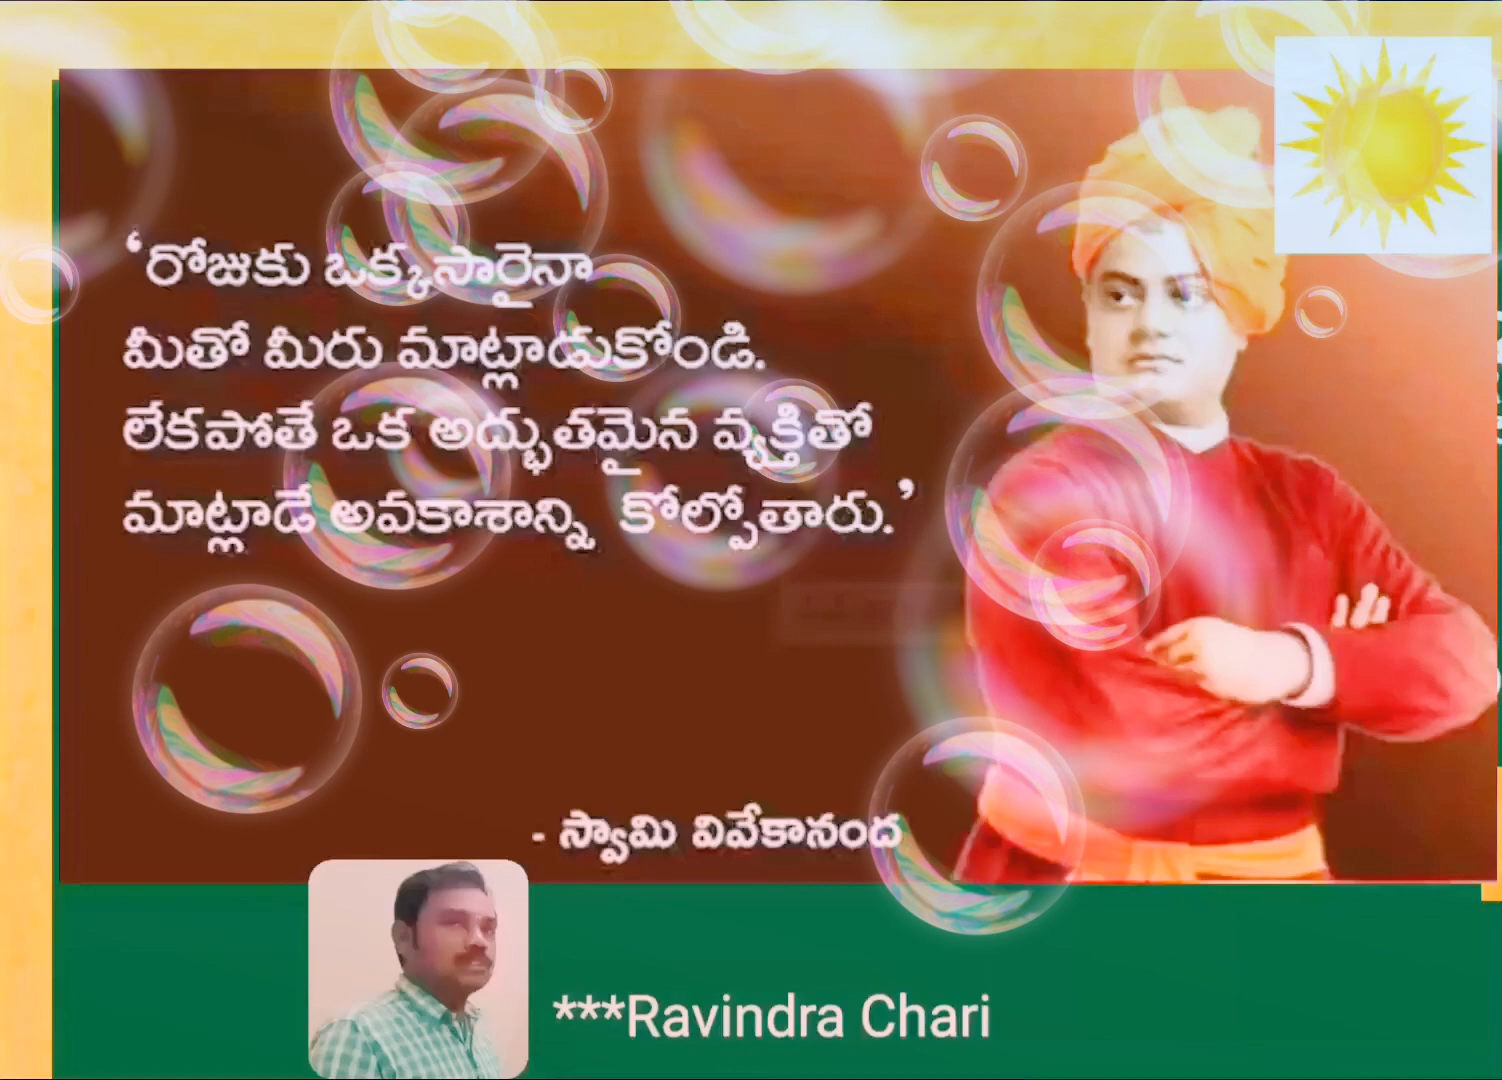 ‘రోజుకు ఒక్కసారైనా
మీతో మీరు మాట్లాడుకోండి.
లేకపోతే ఒక అద్భుతమైన వ్యక్తితో
మాట్లాడే అవకాశాన్ని కోల్పోతారు.’
- స్వామి వివేకానంద
***Ravindra Chari